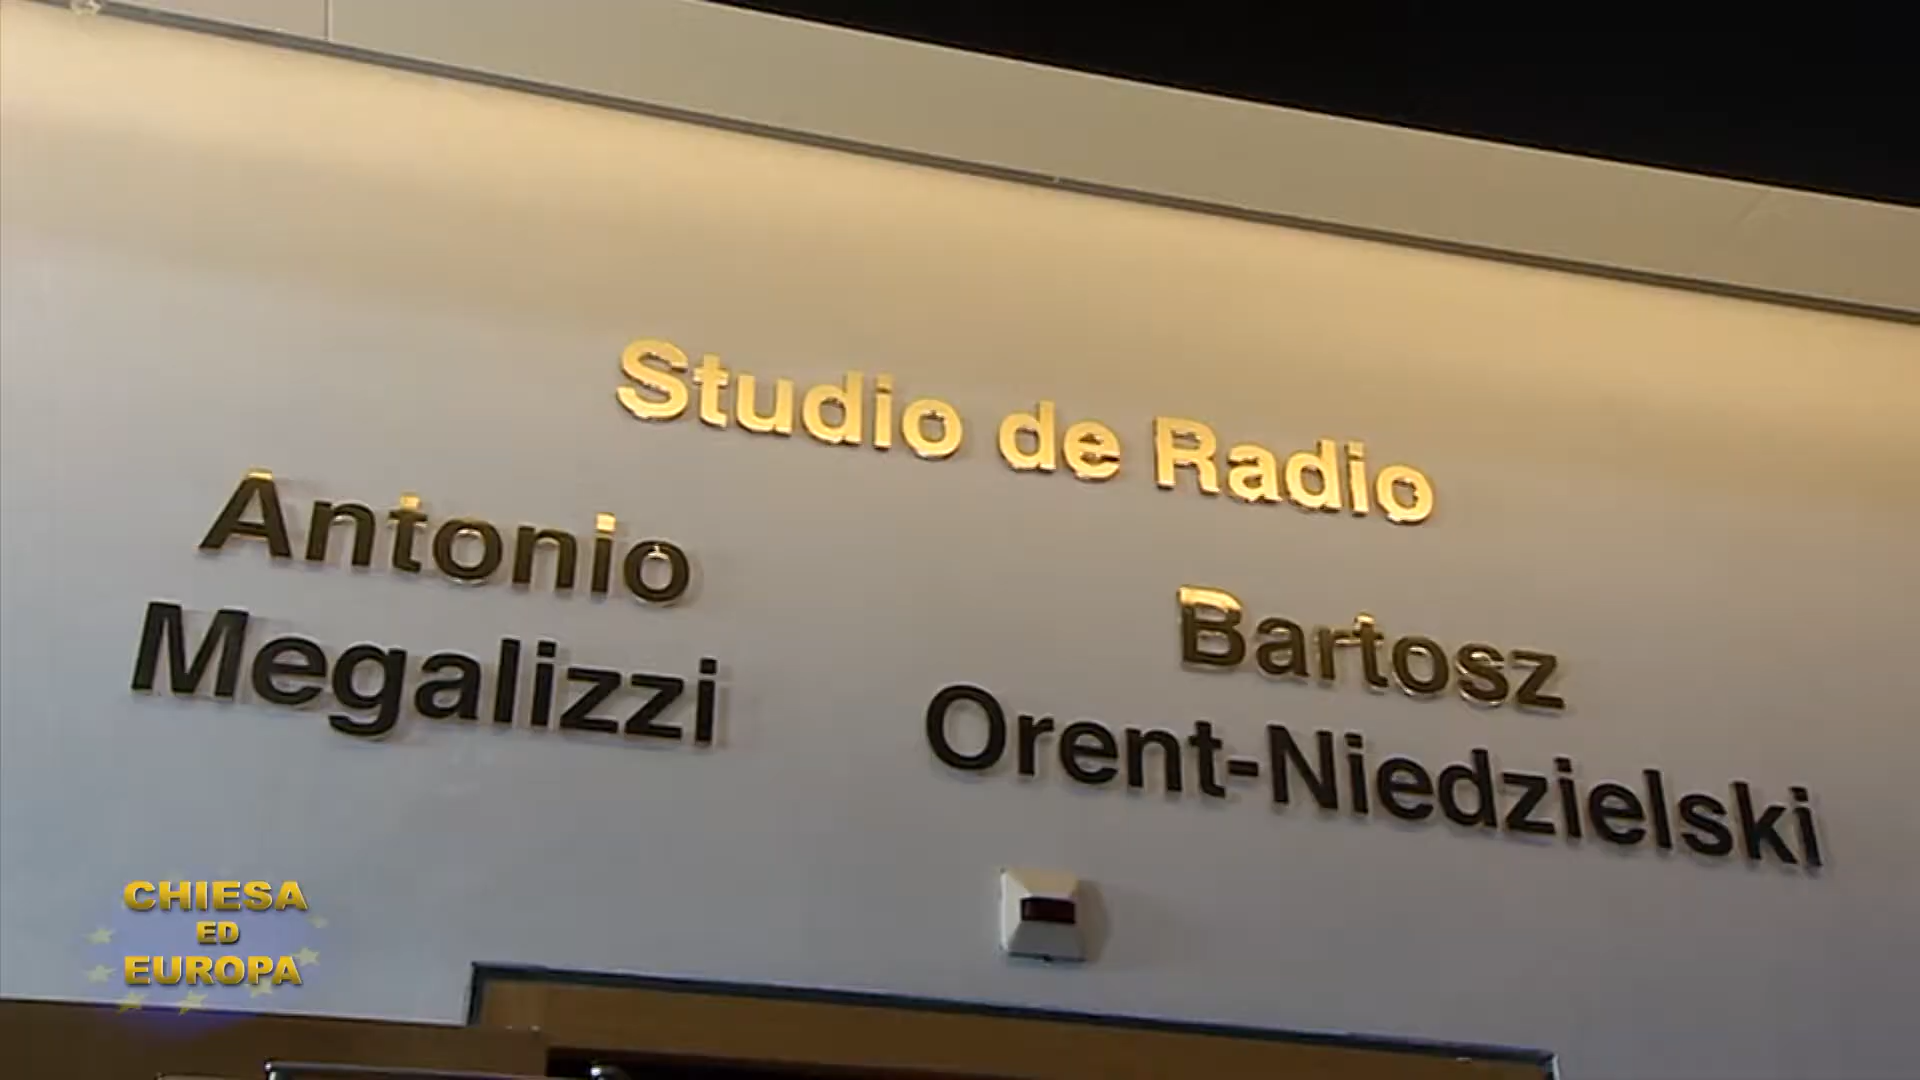 Studio de Radio
Antonio
Megalizzi
Bartosz
Orent-Niedzielski
CHIESA
ED
EUROPA